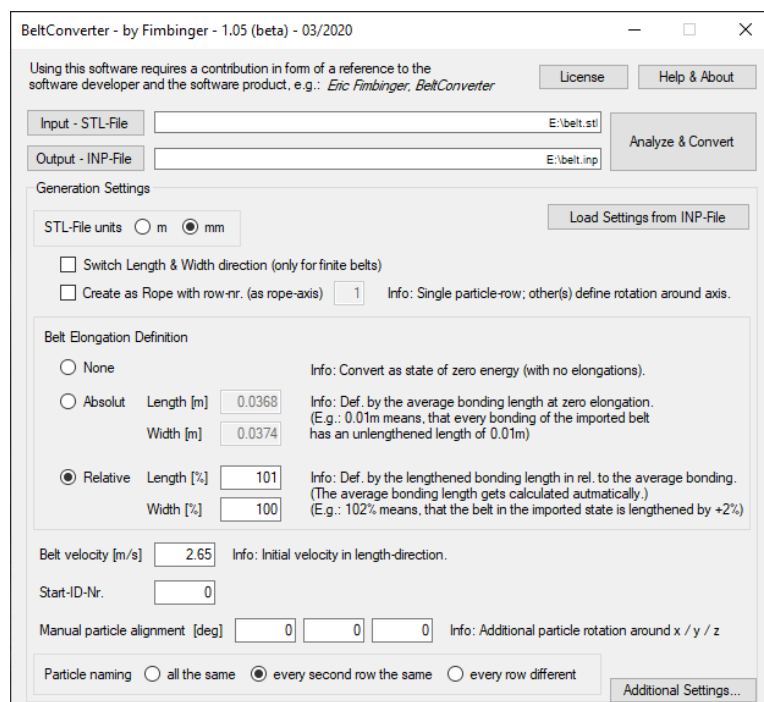 BeltConverter - by Fimbinger - 1.05 (beta) - 03/2020
Using this software requires a contribution in form of a reference to the
software developer and the software product, e.g.: Eric Fimbinger, BeltConverter
License
Help & About
Input - STL-File
E:\belt.stl
Analyze & Convert
Output - INP-File
E:\belt.inp
Generation Settings
STL-File units m mm
Load Settings from INP-File
Switch Length & Width direction (only for finite belts)
Create as Rope with row-nr. (as rope-axis) 1 Info: Single particle-row; other(s) define rotation around axis.
Belt Elongation Definition
None Info: Convert as state of zero energy (with no elongations).
Absolut Length [m] 0.0368 Info: Def. by the average bonding length at zero elongation.
(E.g.: 0.01m means, that every bonding of the imported belt
Width [m] 0.0374 has an unlengthened length of 0.01m)
Relative Length [%] 101 Info: Def. by the lengthened bonding length in rel. to the average bonding.
(The average bonding length gets calculated autmatically.)
Width [%] 100 (E.g.: 102% means, that the belt in the imported state is lengthened by +2%)
Belt velocity [m/s] 2.65 Info: Initial velocity in length-direction.
Start-ID-Nr. 0
Manual particle alignment [deg] 0 0 0 Info: Additional particle rotation around x / y / z
Particle naming all the same every second row the same every row different
Additional Settings...